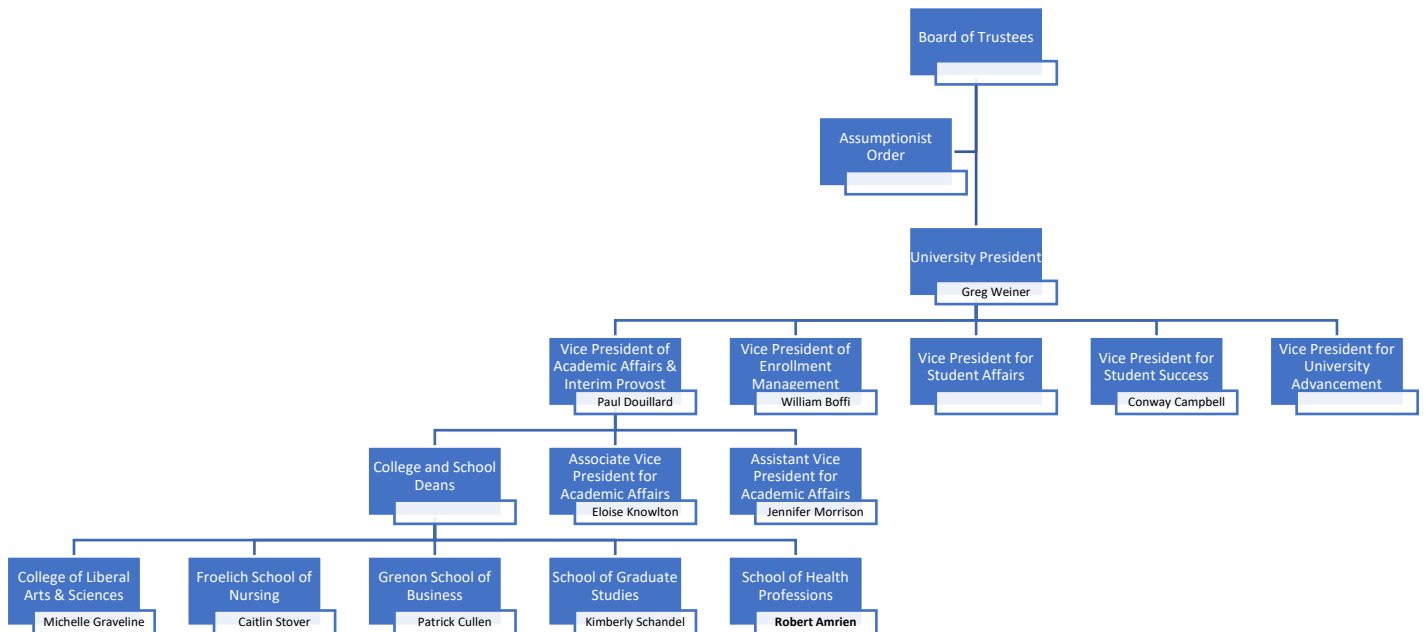 Board of Trustees
Assumptionist
Order
University President
Greg Weiner
Vice President of
Academic Affairs &
Interim Provost
Paul Douillard
Vice President of
Enrollment
Management
William Boffi
Vice President for
Student Affairs
Vice President for
Student Success
Conway Campbell
Vice President for
University
Advancement
College and School
Deans
Associate Vice
President for
Academic Affairs
Eloise Knowlton
Assistant Vice
President for
Academic Affairs
Jennifer Morrison
College of Liberal
Arts & Sciences
Michelle Graveline
Froelich School of
Nursing
Caitlin Stover
Grenon School of
Business
Patrick Cullen
School of Graduate
Studies
Kimberly Schandel
School of Health
Professions
Robert Amrien